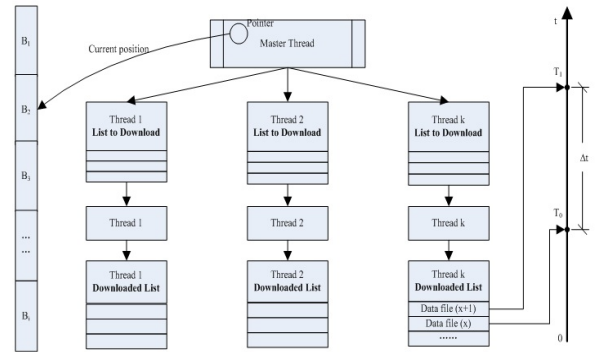 Pointer
t
Master Thread
Current position
B₁
T₁
B₂
Thread 1
List to Download
Thread 2
List to Download
Thread k
List to Download
Δt
B₃
T₀
Thread 1
Thread 2
Thread k
...
...
Thread 1
Downloaded List
Thread 2
Downloaded List
Thread k
Downloaded List
Data file (x+1)
Data file (x)
......
Bᵢ
0